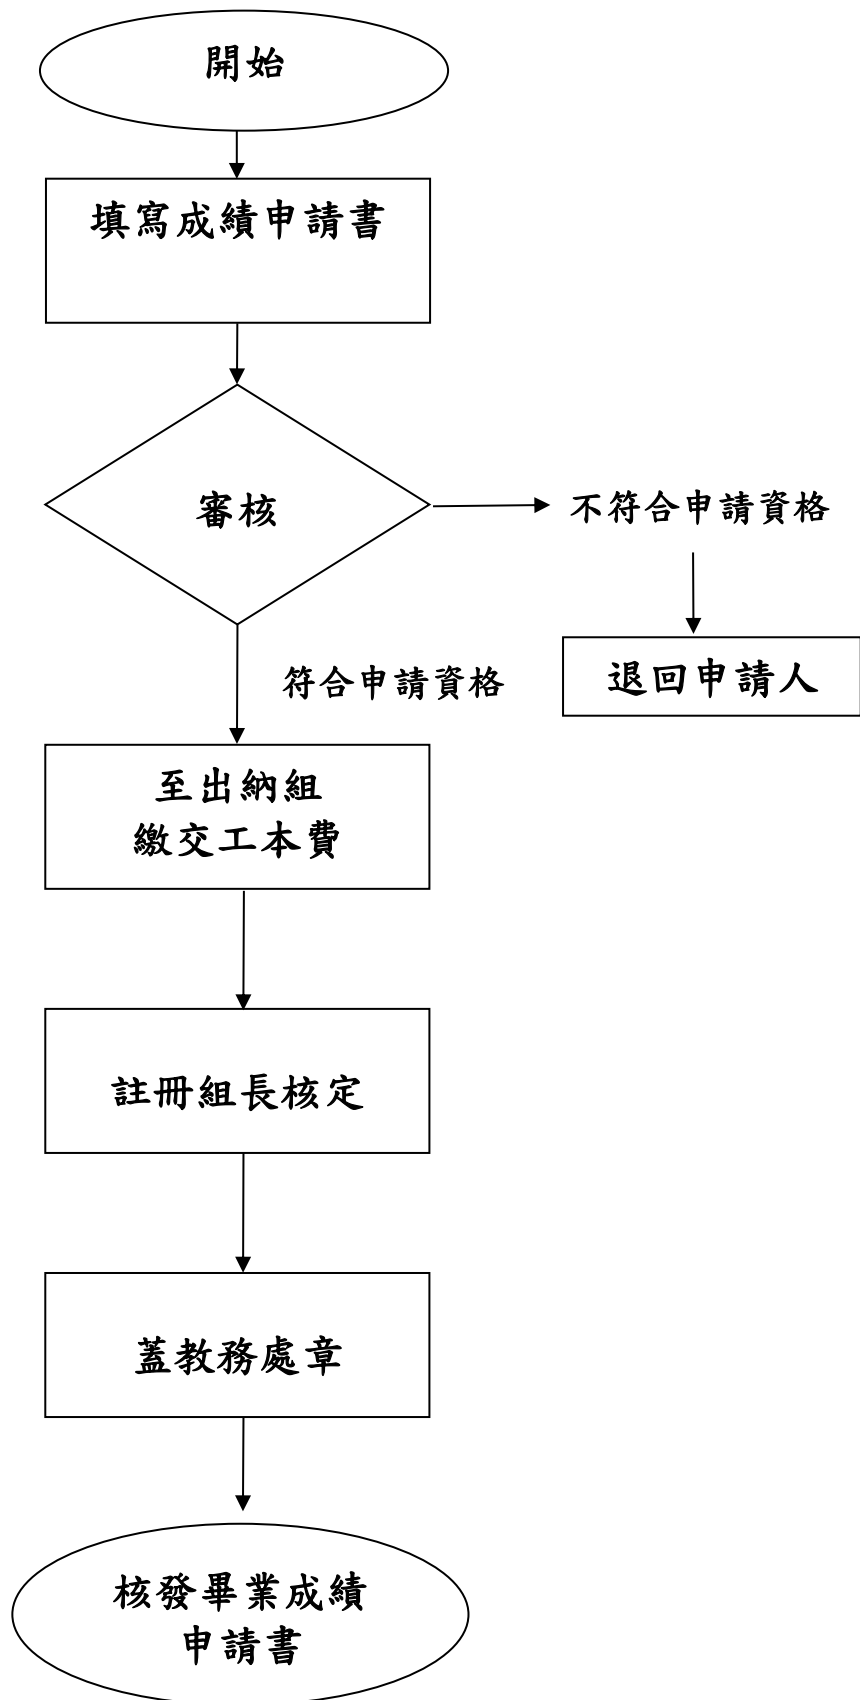 開始
填寫成績申請書
審核
不符合申請資格
符合申請資格
退回申請人
至出納組
繳交工本費
註冊組長核定
蓋教務處章
核發畢業成績
申請書